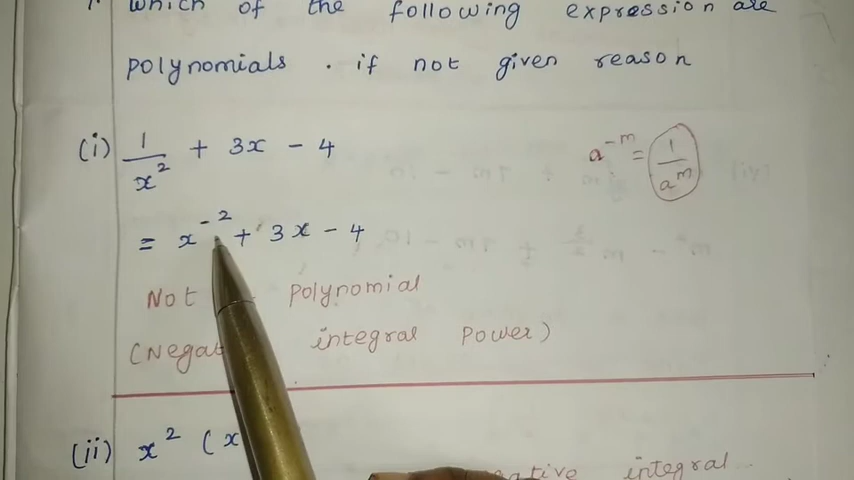 which of the following expression are
polynomials . if not given reason
(i) 1/x² + 3x - 4
a⁻ᵐ = 1/aᵐ
= x⁻² + 3x - 4
Not polynomial
(Negat integral power)
(ii) x² (x
integral